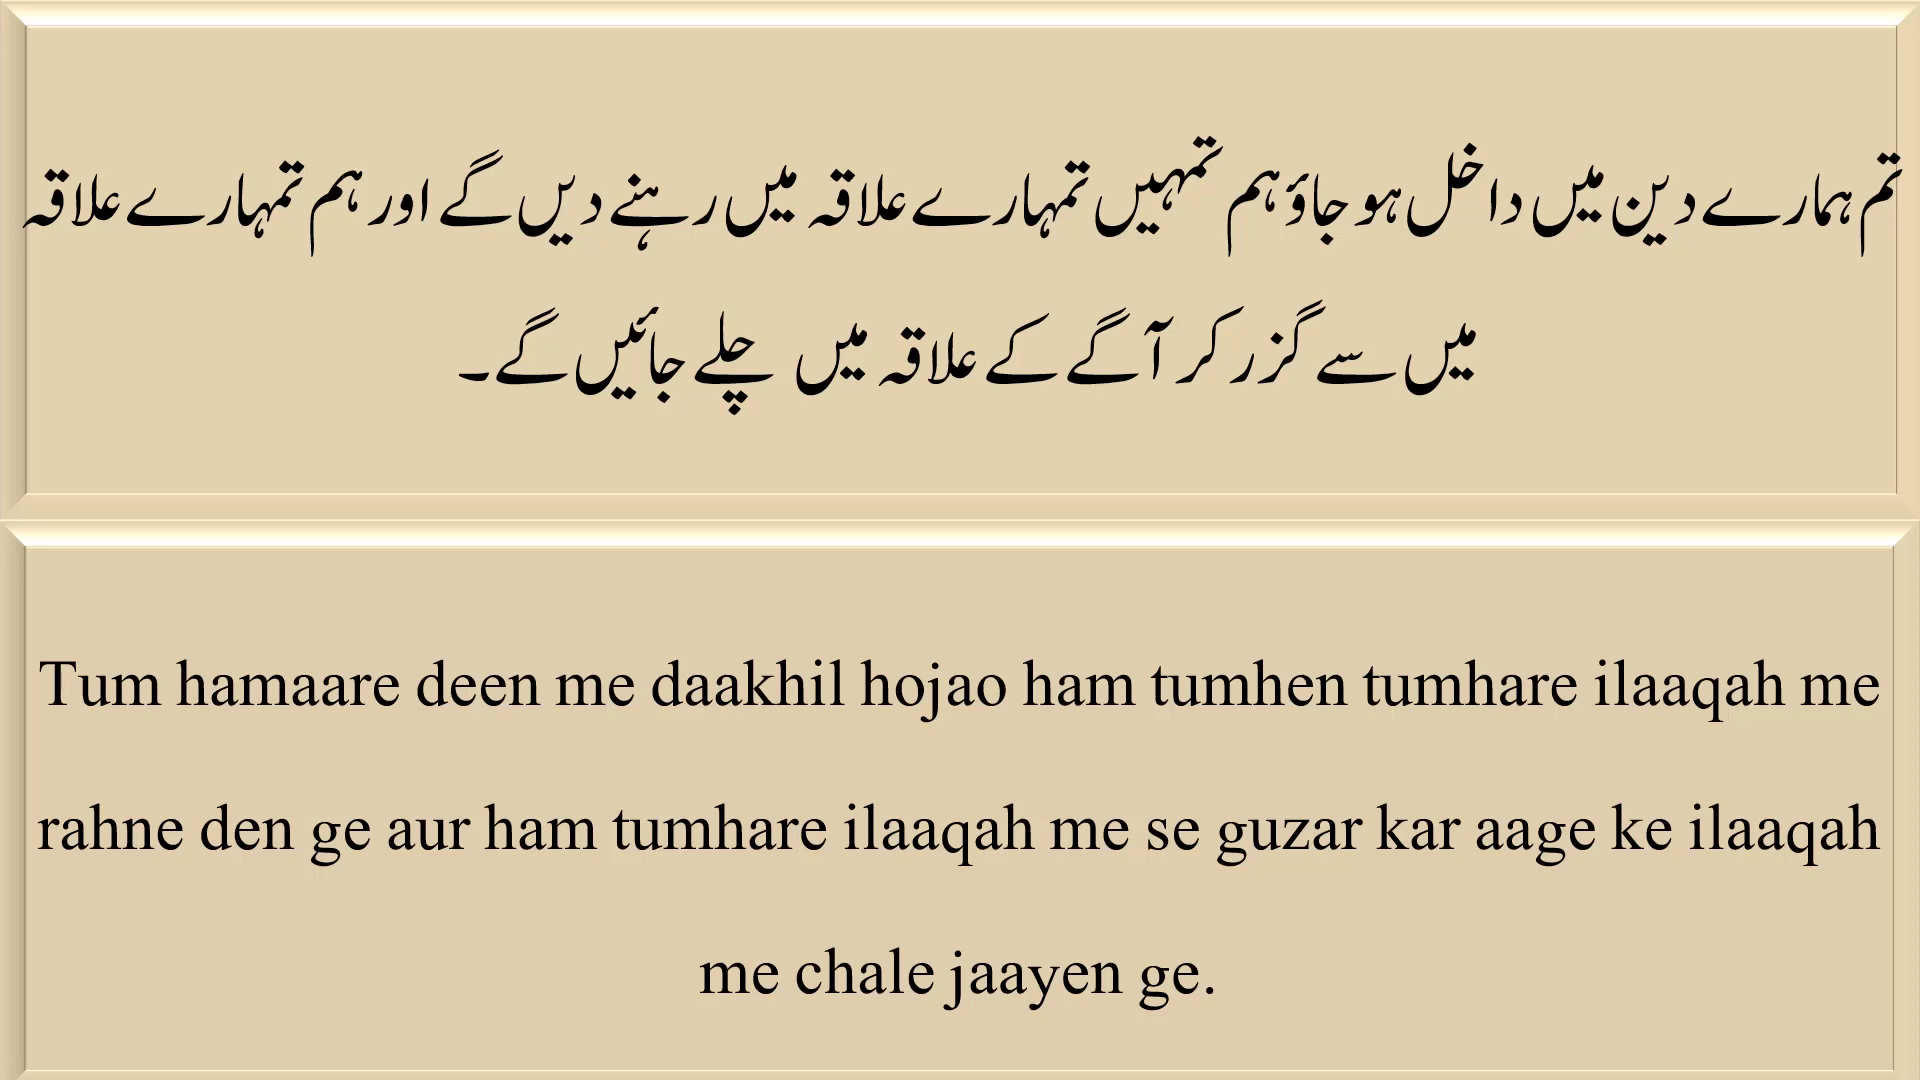 تم ہمارے دین میں داخل ہو جاؤ ہم تمہیں تمہارے علاقہ میں رہنے دیں گے اور ہم تمہارے علاقہ
میں سے گزر کر آگے کے علاقہ میں چلے جائیں گے۔
Tum hamaare deen me daakhil hojao ham tumhen tumhare ilaaqah me
rahne den ge aur ham tumhare ilaaqah me se guzar kar aage ke ilaaqah
me chale jaayen ge.